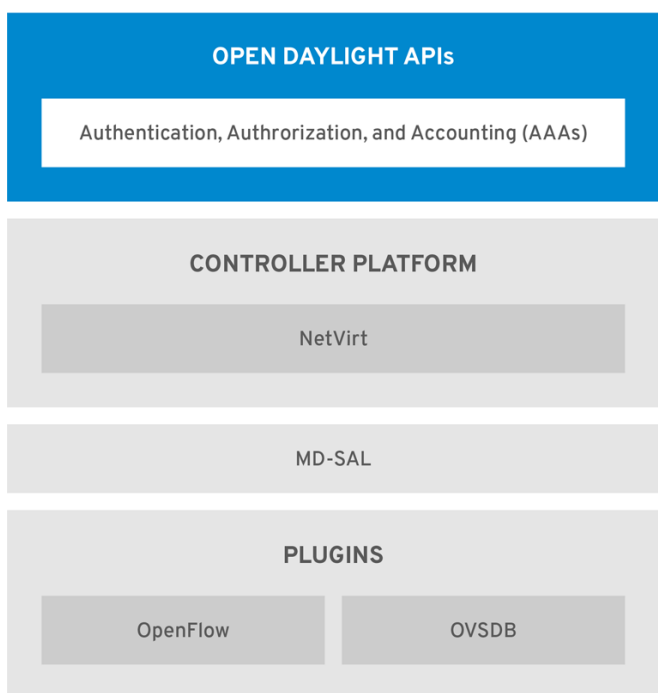 OPEN DAYLIGHT APIs
Authentication, Authrorization, and Accounting (AAAs)
CONTROLLER PLATFORM
NetVirt
MD-SAL
PLUGINS
OpenFlow
OVSDB